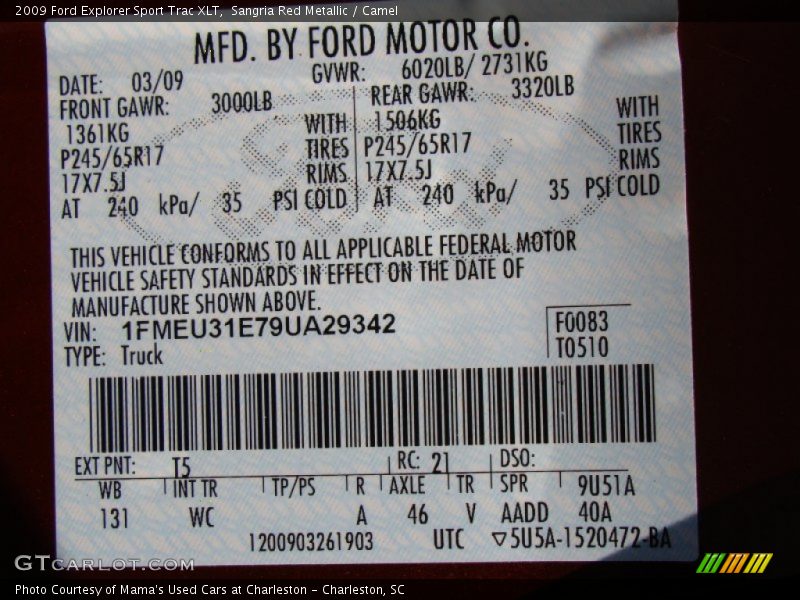 2009 Ford Explorer Sport Trac XLT, Sangria Red Metallic / Camel
MFD. BY FORD MOTOR CO.
DATE: 03/09 GVWR: 6020LB/ 2731KG
FRONT GAWR: 3000LB REAR GAWR: 3320LB
1361KG WITH 1506KG WITH
P245/65R17 TIRES P245/65R17 TIRES
17X7.5J RIMS 17X7.5J RIMS
AT 240 kPa/ 35 PSI COLD AT 240 kPa/ 35 PSI COLD
THIS VEHICLE CONFORMS TO ALL APPLICABLE FEDERAL MOTOR
VEHICLE SAFETY STANDARDS IN EFFECT ON THE DATE OF
MANUFACTURE SHOWN ABOVE.
VIN: 1FMEU31E79UA29342 F0083
TYPE: Truck T0510
EXT PNT: T5 RC: 21 DSO:
WB INT TR TP/PS R AXLE TR SPR 9U51A
131 WC A 46 V AADD 40A
1200903261903 UTC ▽5U5A-1520472-BA
GTCARLOT.COM
Photo Courtesy of Mama's Used Cars at Charleston - Charleston, SC